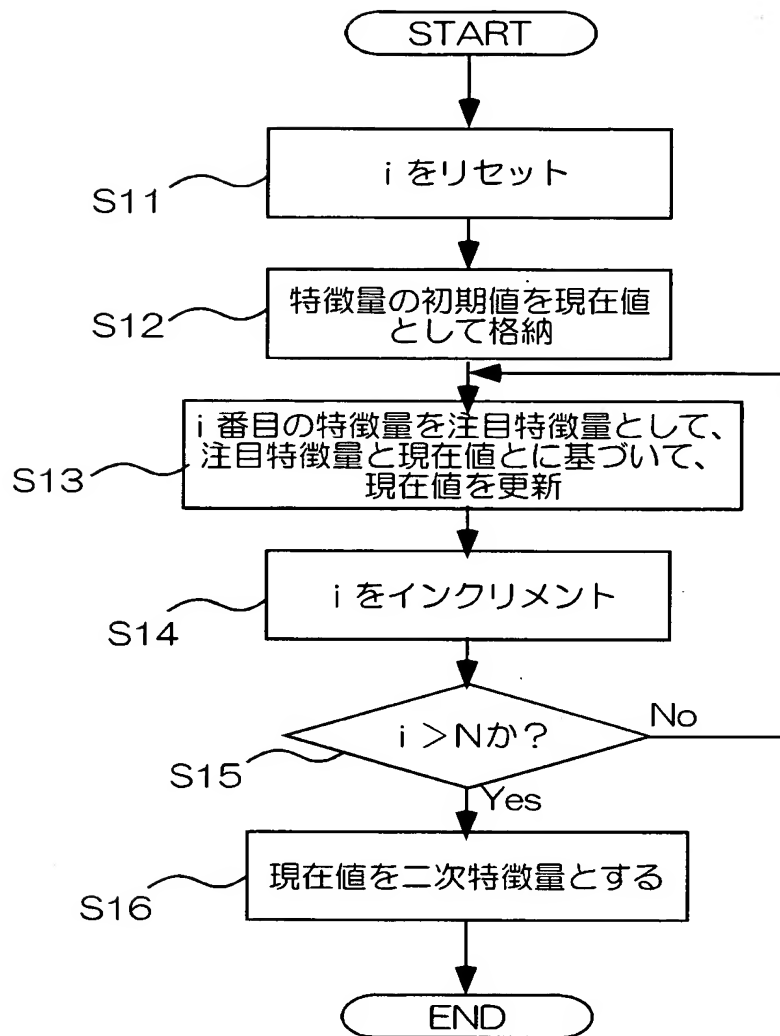 START
iをリセット
S11
特徴量の初期値を現在値
として格納
S12
i番目の特徴量を注目特徴量として、
注目特徴量と現在値とに基づいて、
現在値を更新
S13
iをインクリメント
S14
i>Nか?
No
S15
Yes
現在値を二次特徴量とする
S16
END